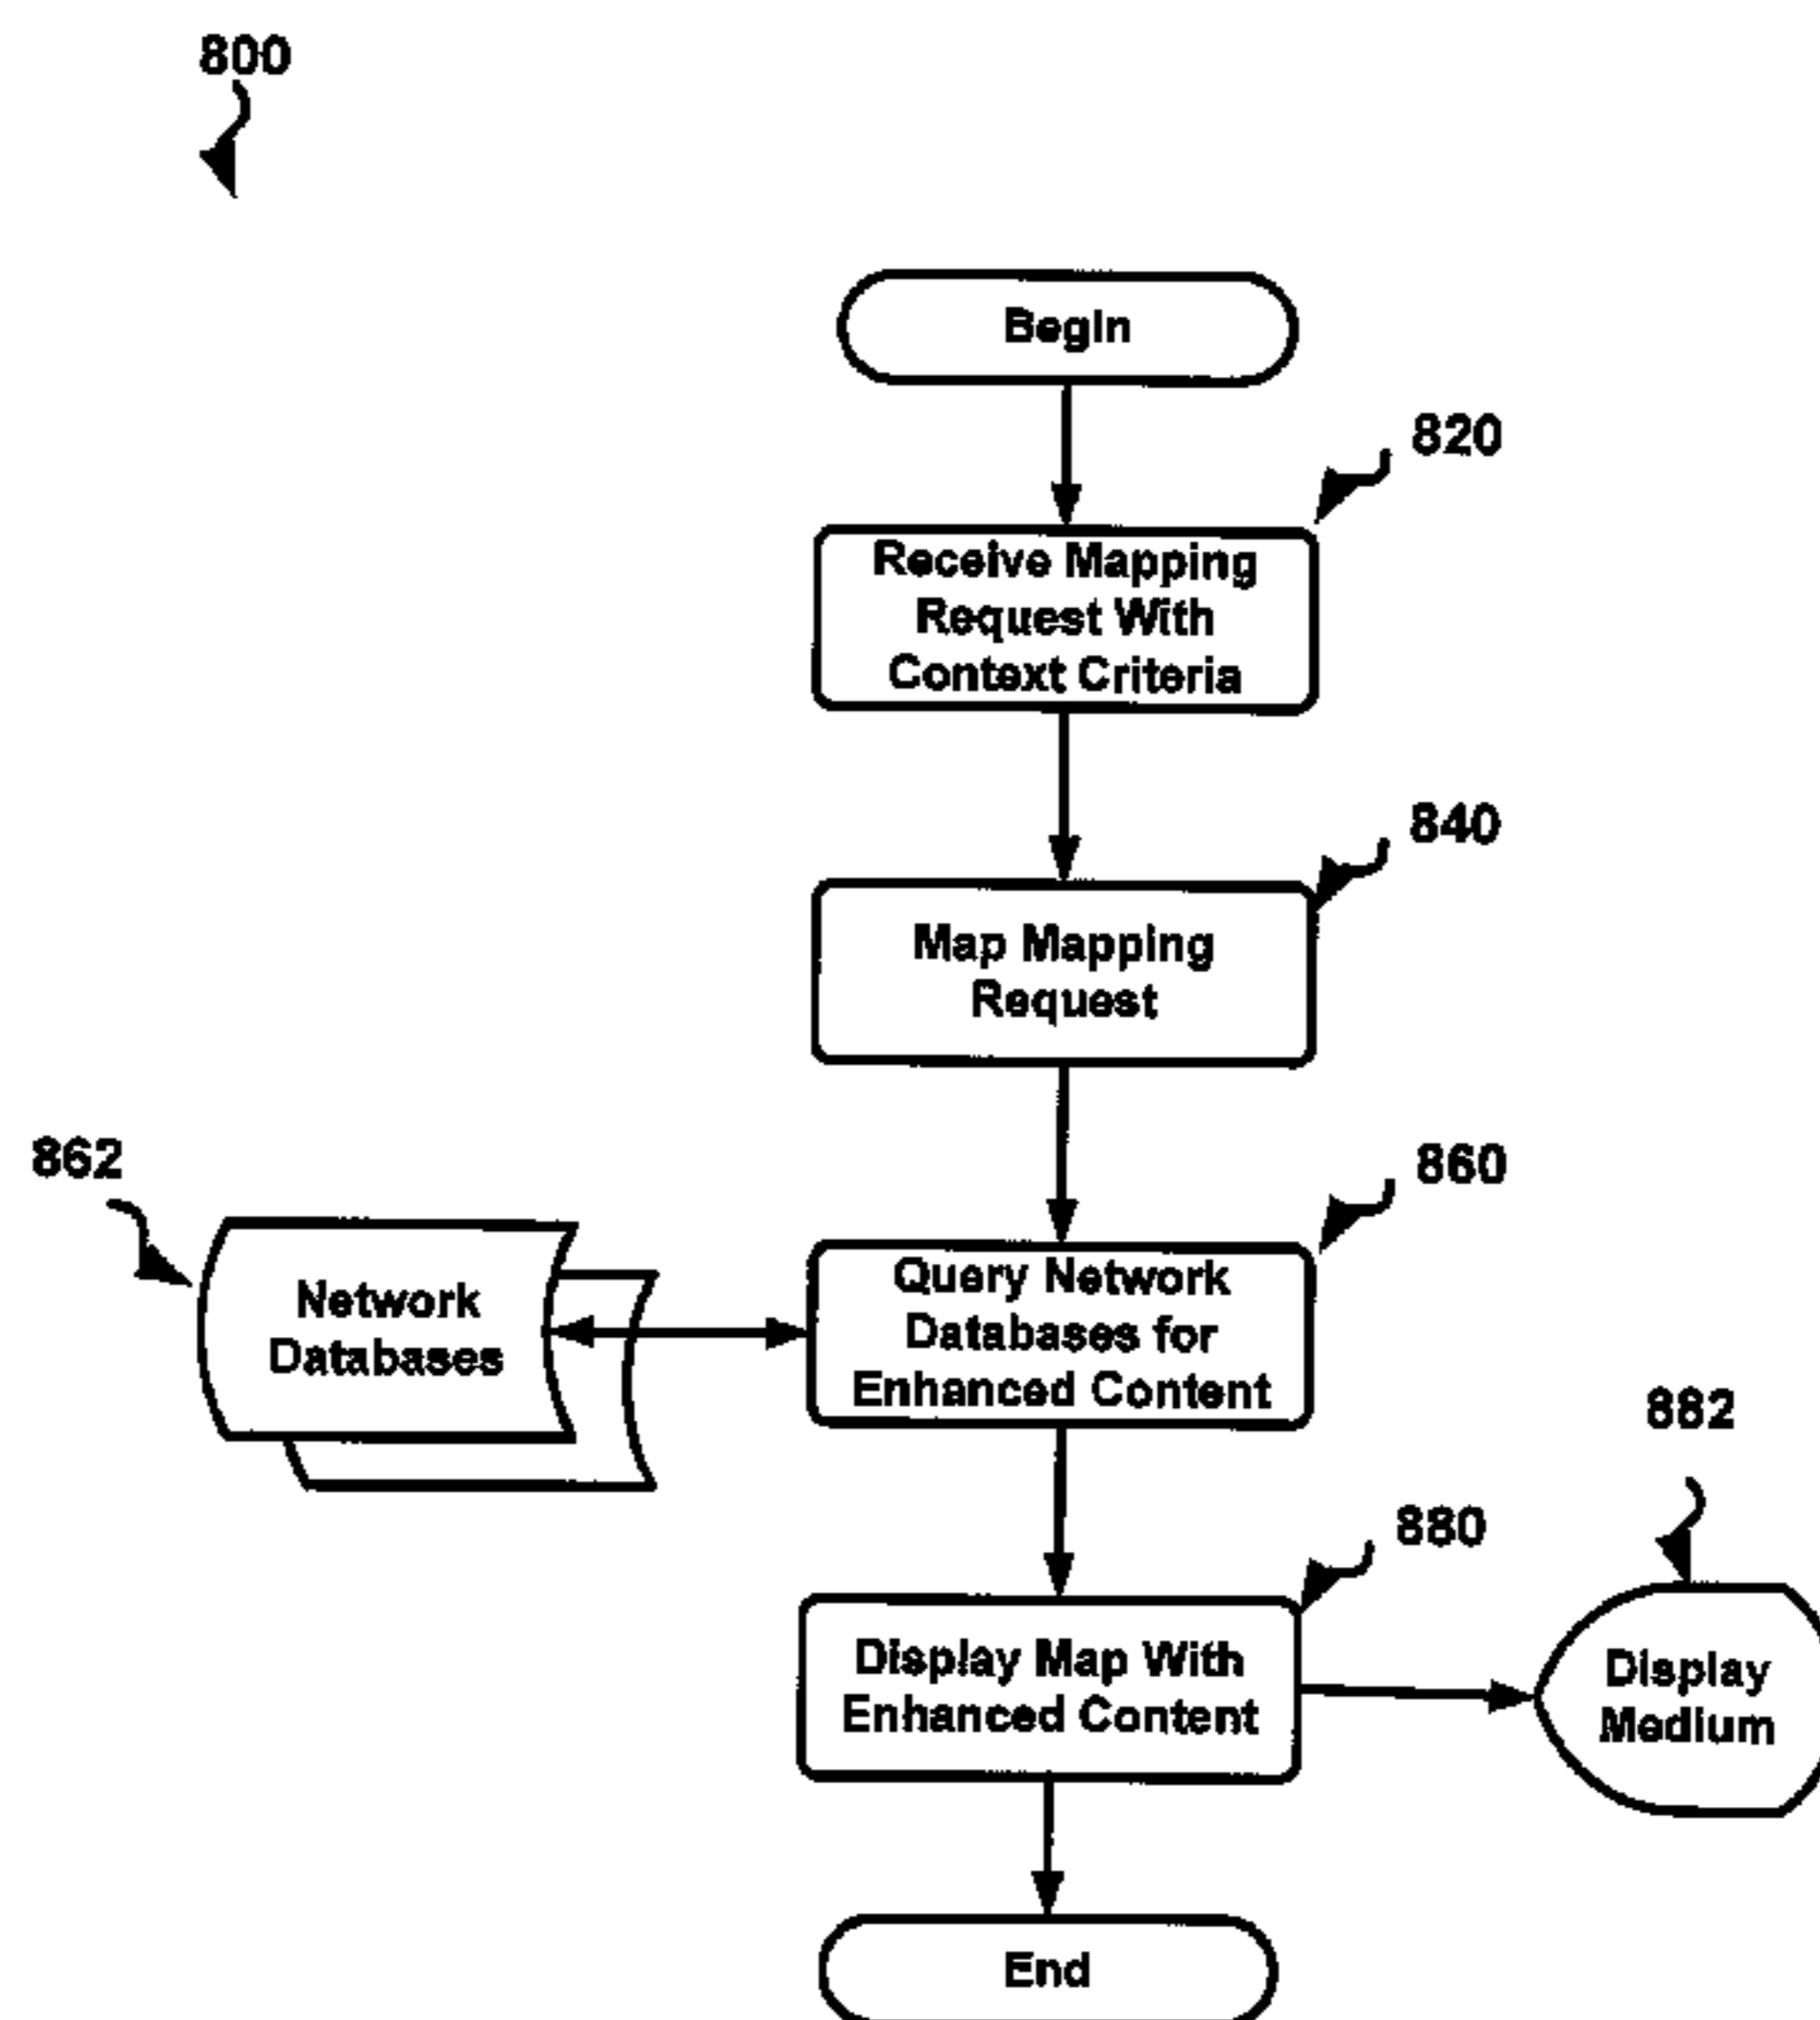 800
Begin
820
Receive Mapping
Request With
Context Criteria
840
Map Mapping
Request
862
860
Network
Databases
Query Network
Databases for
Enhanced Content
882
880
Display Map With
Enhanced Content
Display
Medium
End